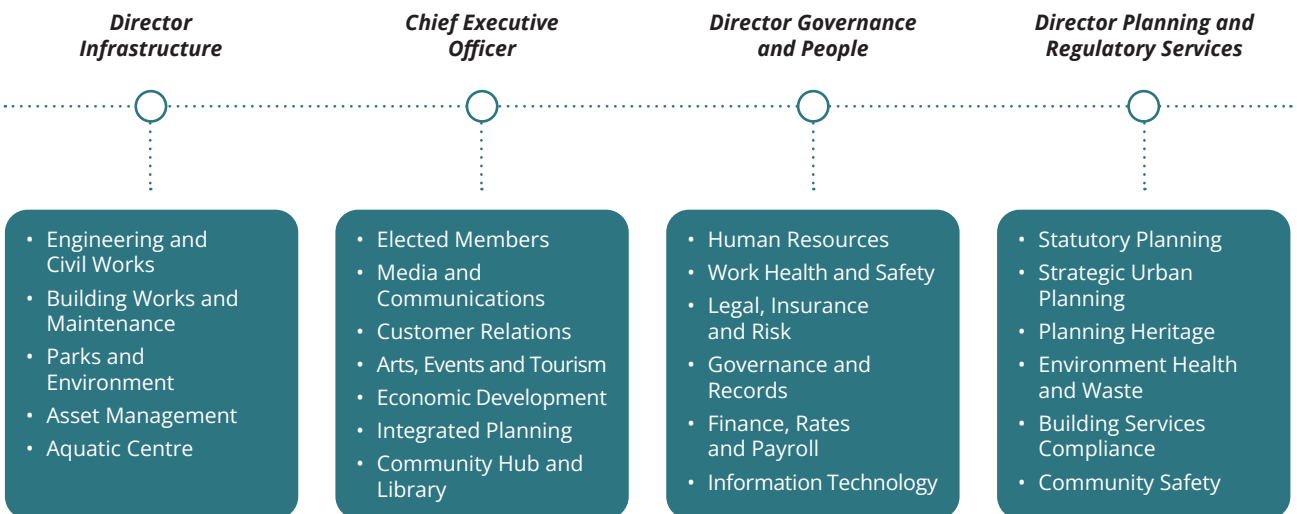 Director
Infrastructure
Chief Executive
Officer
Director Governance
and People
Director Planning and
Regulatory Services
• Engineering and
Civil Works
• Building Works and
Maintenance
• Parks and
Environment
• Asset Management
• Aquatic Centre
• Elected Members
• Media and
Communications
• Customer Relations
• Arts, Events and Tourism
• Economic Development
• Integrated Planning
• Community Hub and
Library
• Human Resources
• Work Health and Safety
• Legal, Insurance
and Risk
• Governance and
Records
• Finance, Rates
and Payroll
• Information Technology
• Statutory Planning
• Strategic Urban
Planning
• Planning Heritage
• Environment Health
and Waste
• Building Services
Compliance
• Community Safety